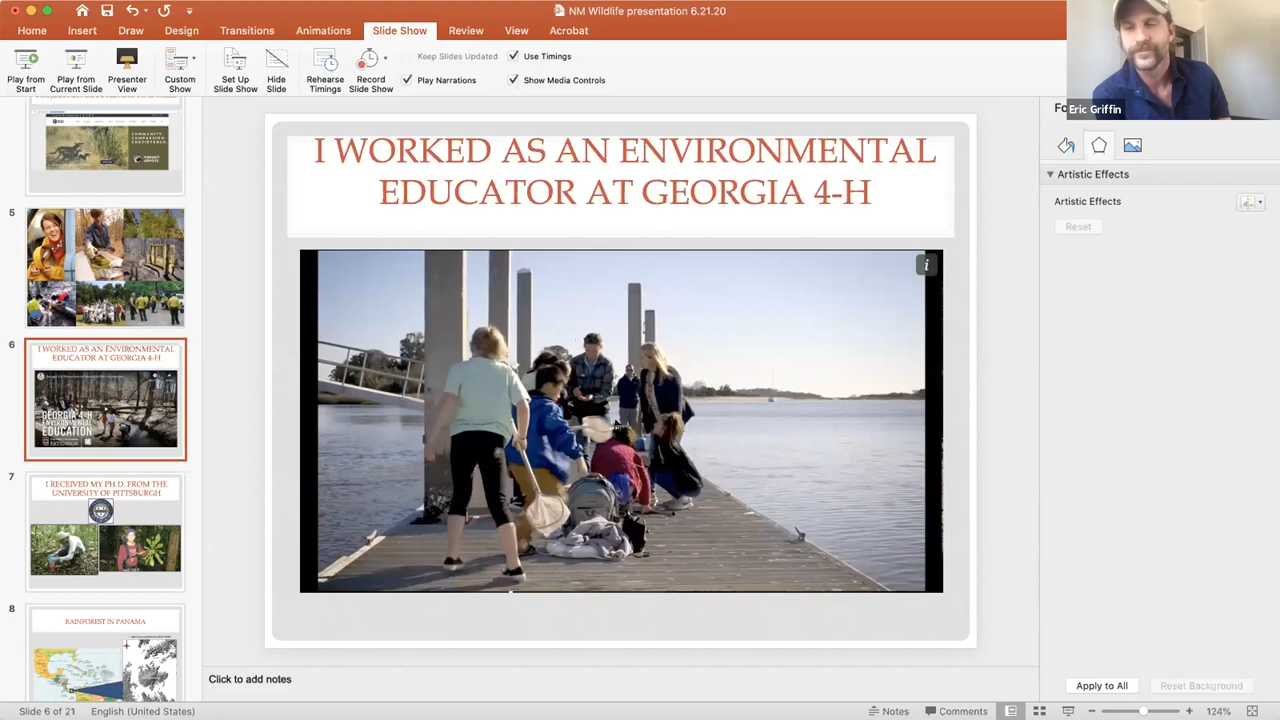 NM Wildlife presentation 6.21.20
Home Insert Draw Design Transitions Animations Slide Show Review View Acrobat
Play from Start
Play from Current Slide
Presenter View
Custom Show
Set Up Slide Show
Hide Slide
Rehearse Timings
Record Slide Show
Keep Slides Updated
Use Timings
Play Narrations
Show Media Controls
Eric Griffin
Fo
Artistic Effects
Artistic Effects
Reset
COMMUNITY,
COMPASSION,
COEXISTENCE.
5
6
I WORKED AS AN ENVIRONMENTAL
EDUCATOR AT GEORGIA 4-H
GEORGIA 4-H
ENVIRONMENTAL
EDUCATION
7
I RECEIVED MY PH.D. FROM THE
UNIVERSITY OF PITTSBURGH
8
RAINFOREST IN PANAMA
I WORKED AS AN ENVIRONMENTAL
EDUCATOR AT GEORGIA 4-H
i
Click to add notes
Apply to All
Reset Background
Slide 6 of 21 English (United States)
Notes Comments 124%